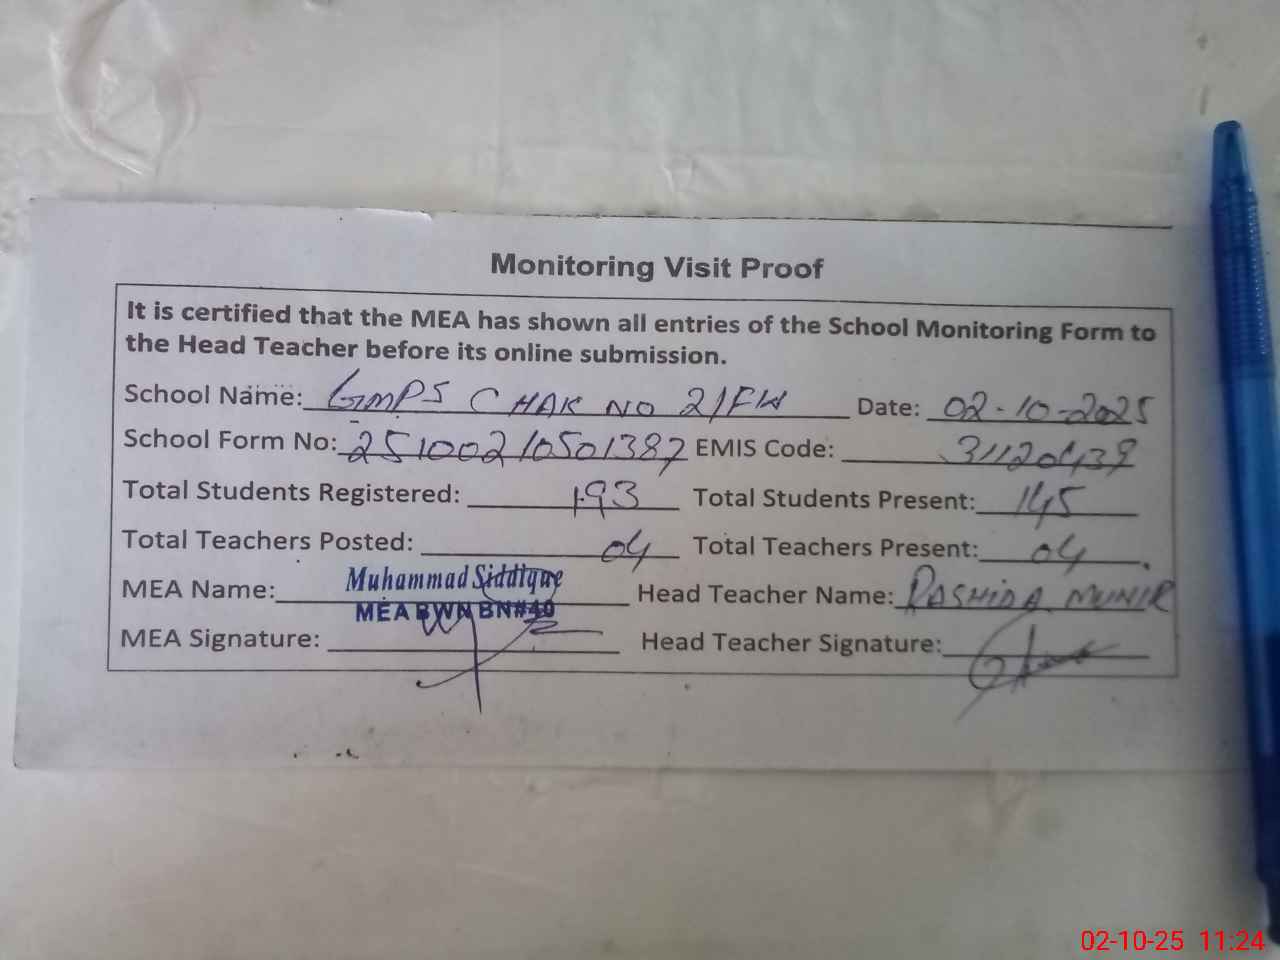 Monitoring Visit Proof
It is certified that the MEA has shown all entries of the School Monitoring Form to
the Head Teacher before its online submission.
School Name: GMPS CHAK NO 21/FW Date: 02-10-2025
School Form No: 25100210501387 EMIS Code:
Total Students Registered: 193 Total Students Present: 145
Total Teachers Posted: 04 Total Teachers Present: 04
MEA Name: Muhammad Siddique Head Teacher Name: RASHIDA MUNIR
MEA BWN BN#40
MEA Signature: Head Teacher Signature:
02-10-25 11:24